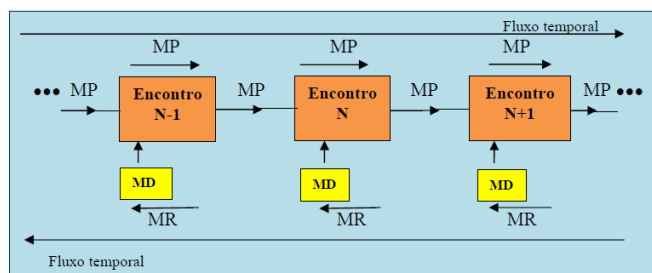 Fluxo temporal
MP MP MP
••• MP Encontro N-1 MP Encontro N MP Encontro N+1 MP •••
MD MD MD
MR MR MR
Fluxo temporal